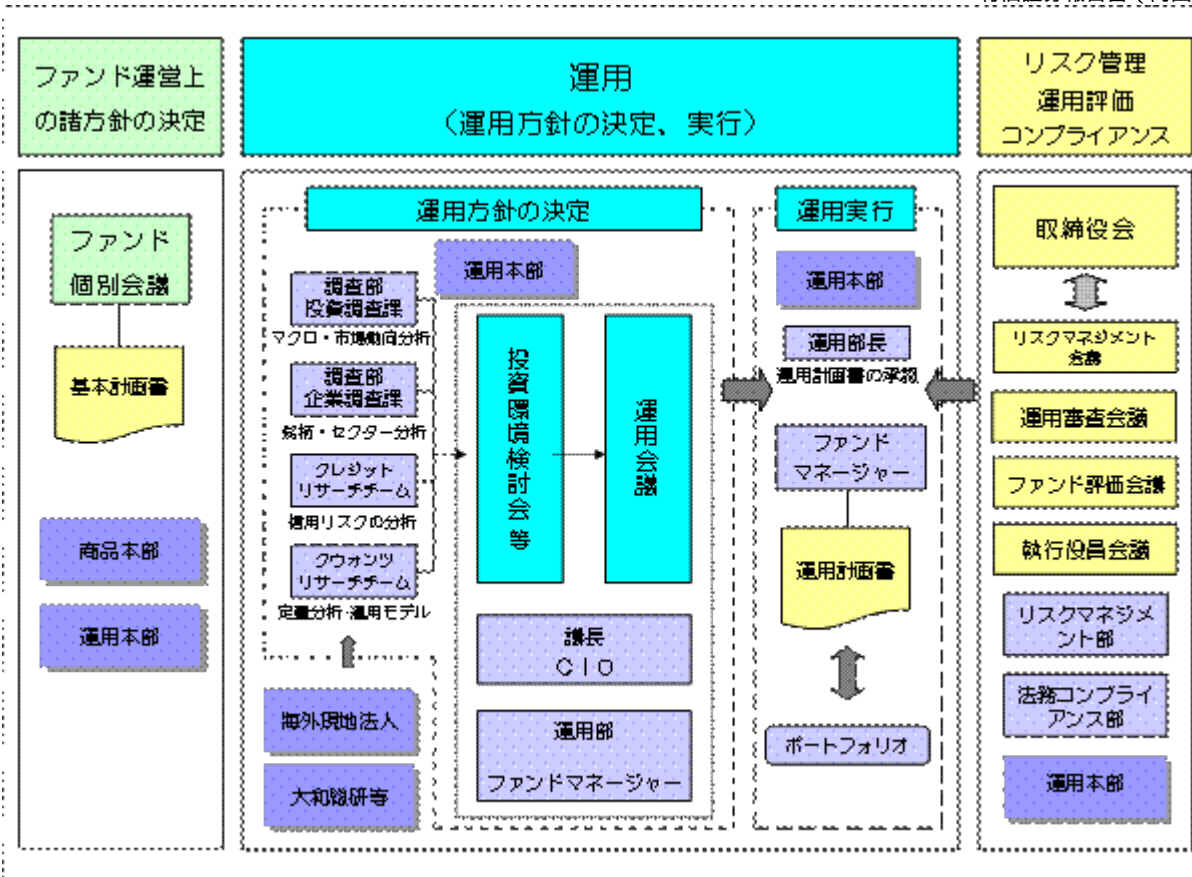 ファンド運営上
の諸方針の決定
運用
(運用方針の決定、実行)
リスク管理
運用評価
コンプライアンス
ファンド
個別会議
基本計画書
商品本部
運用本部
運用方針の決定
運用本部
調査部
投資調査課
マクロ・市場動向分析
調査部
企業調査課
銘柄・セクター分析
クレジット
リサーチチーム
信用リスクの分析
クウォンツ
リサーチチーム
定量分析・運用モデル
海外現地法人
大和総研等
投資環境検討会 等
運用会議
議長
CIO
運用部
ファンドマネージャー
運用実行
運用本部
運用部長
運用計画書の承認
ファンド
マネージャー
運用計画書
ポートフォリオ
取締役会
リスクマネジメント
会議
運用審査会議
ファンド評価会議
執行役員会議
リスクマネジメ
ント部
法務コンプライ
アンス部
運用本部